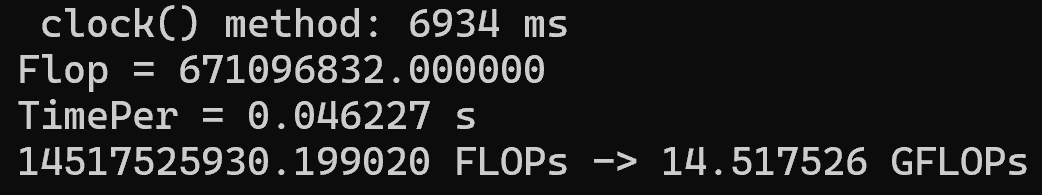 clock() method: 6934 ms
Flop = 671096832.000000
TimePer = 0.046227 s
14517525930.199020 FLOPs -> 14.517526 GFLOPs